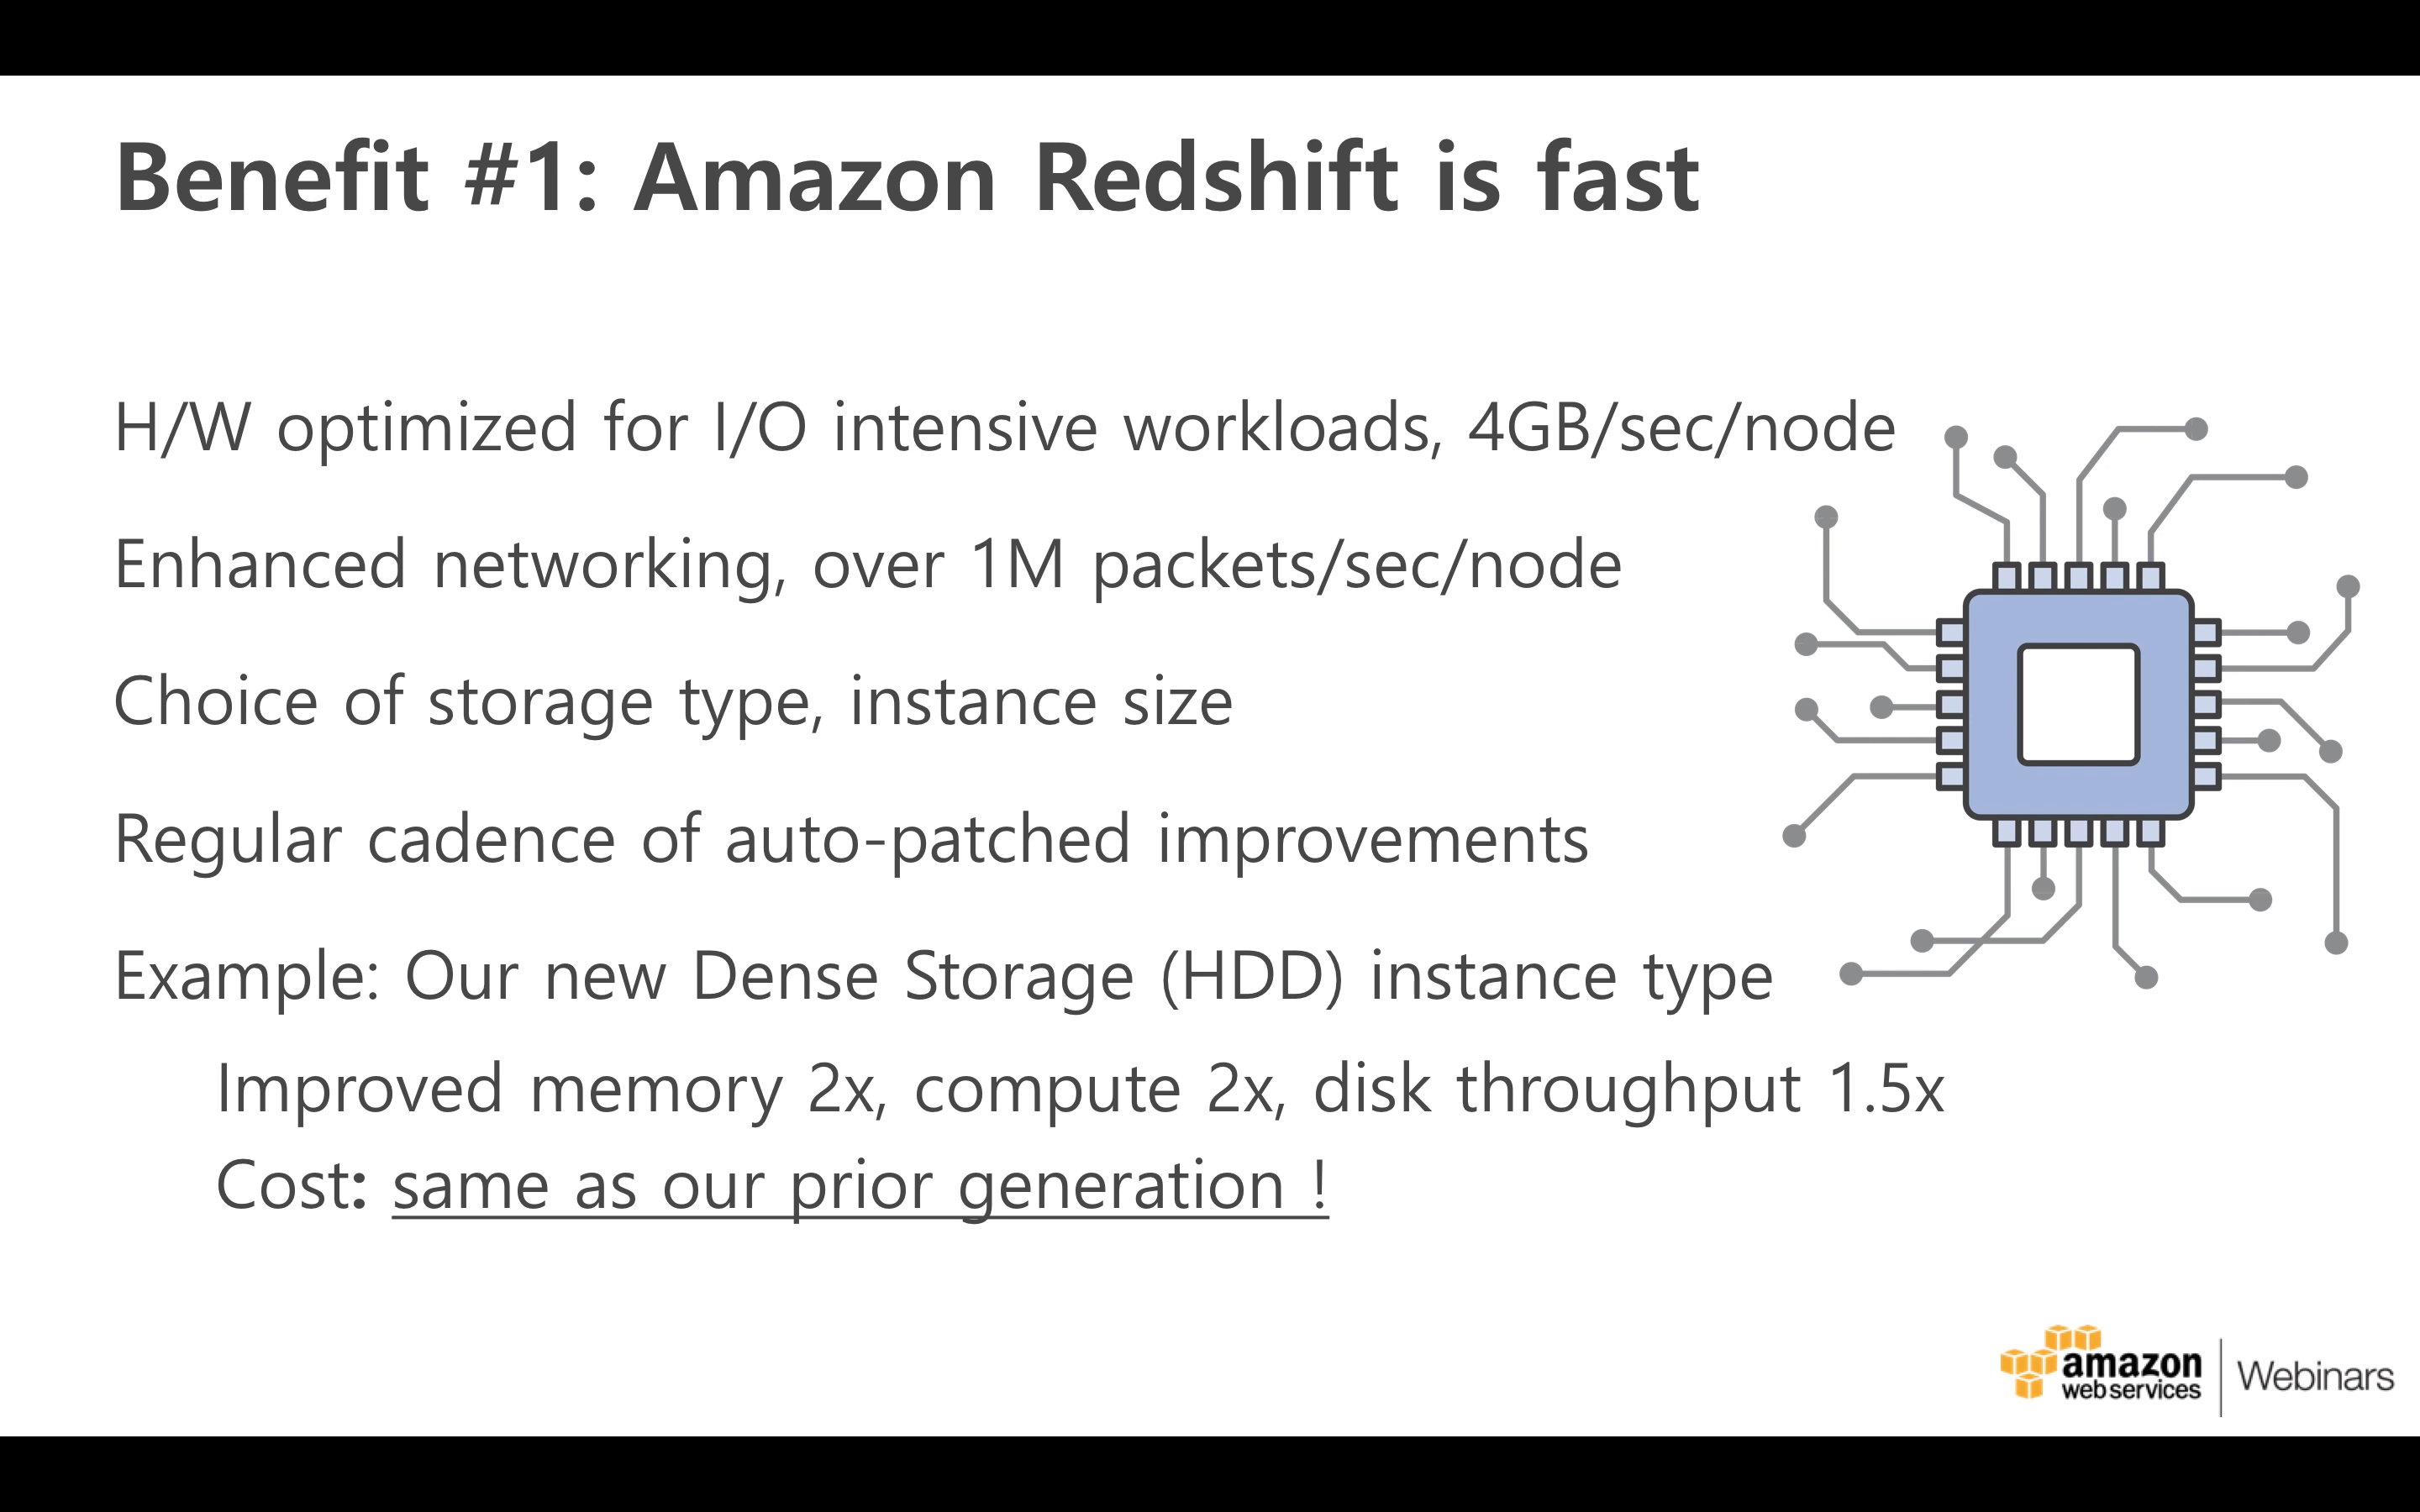 Benefit #1: Amazon Redshift is fast
H/W optimized for I/O intensive workloads, 4GB/sec/node
Enhanced networking, over 1M packets/sec/node
Choice of storage type, instance size
Regular cadence of auto-patched improvements
Example: Our new Dense Storage (HDD) instance type
Improved memory 2x, compute 2x, disk throughput 1.5x
Cost: same as our prior generation !
amazon
web services
Webinars